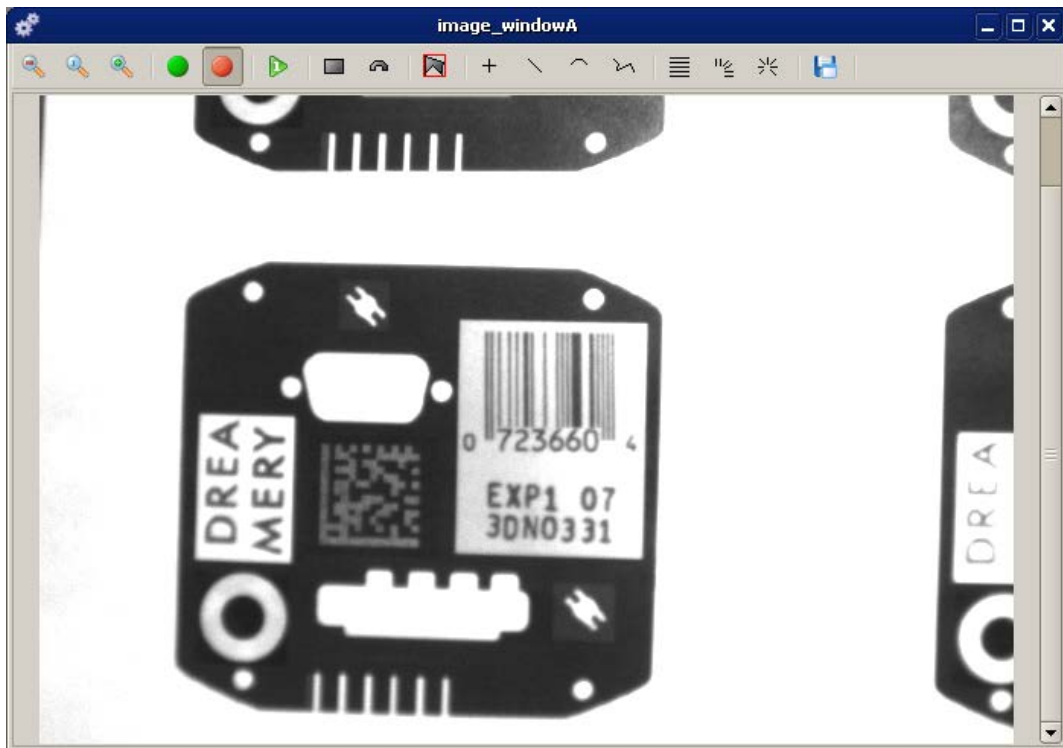 image_windowA
DREA
MERY
0 723660 4
EXP1 07
3DN0331
DREA